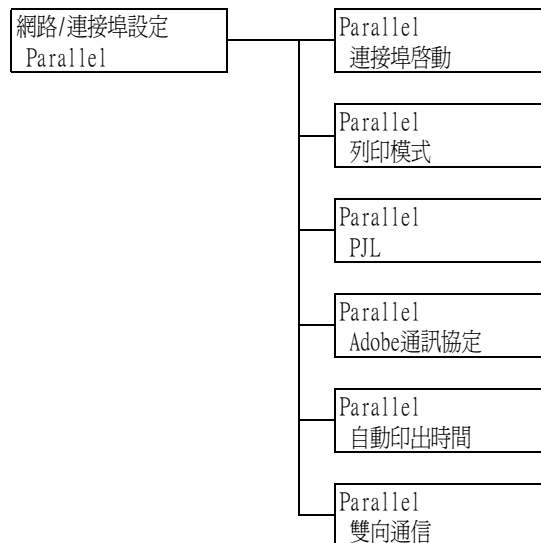 網路/連接埠設定
Parallel
Parallel
連接埠啓動
Parallel
列印模式
Parallel
PJL
Parallel
Adobe通訊協定
Parallel
自動印出時間
Parallel
雙向通信